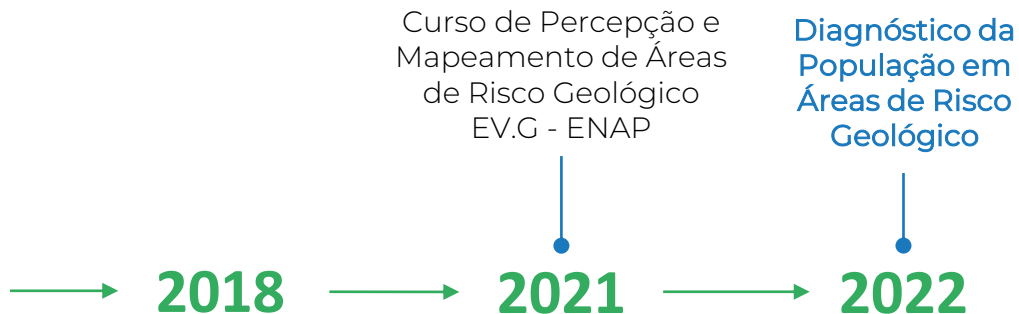 Curso de Percepção e
Mapeamento de Áreas
de Risco Geológico
EV.G - ENAP
Diagnóstico da
População em
Áreas de Risco
Geológico
2018
2021
2022